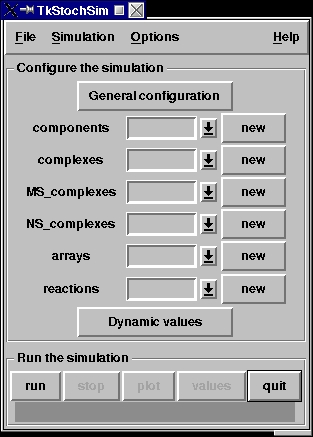 TkStochSim
File Simulation Options Help
Configure the simulation
General configuration
components new
complexes new
MS_complexes new
NS_complexes new
arrays new
reactions new
Dynamic values
Run the simulation
run stop plot values quit